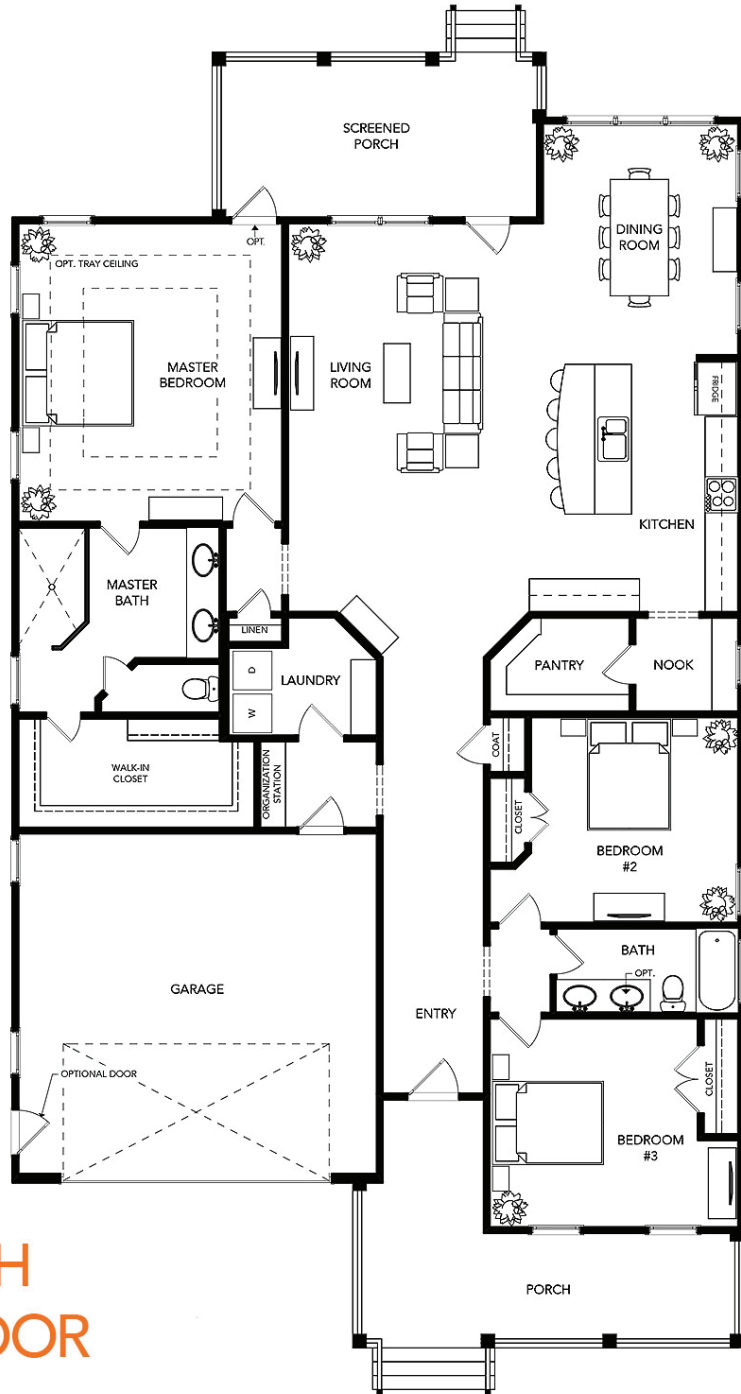 SCREENED
PORCH
DINING
ROOM
OPT.
OPT. TRAY CEILING
MASTER
BEDROOM
LIVING
ROOM
FRIDGE
KITCHEN
MASTER
BATH
LINEN
D
W
LAUNDRY
PANTRY
NOOK
COAT
WALK-IN
CLOSET
ORGANIZATION
STATION
CLOSET
BEDROOM
#2
BATH
OPT.
GARAGE
ENTRY
OPTIONAL DOOR
CLOSET
BEDROOM
#3
PORCH
H
OOR